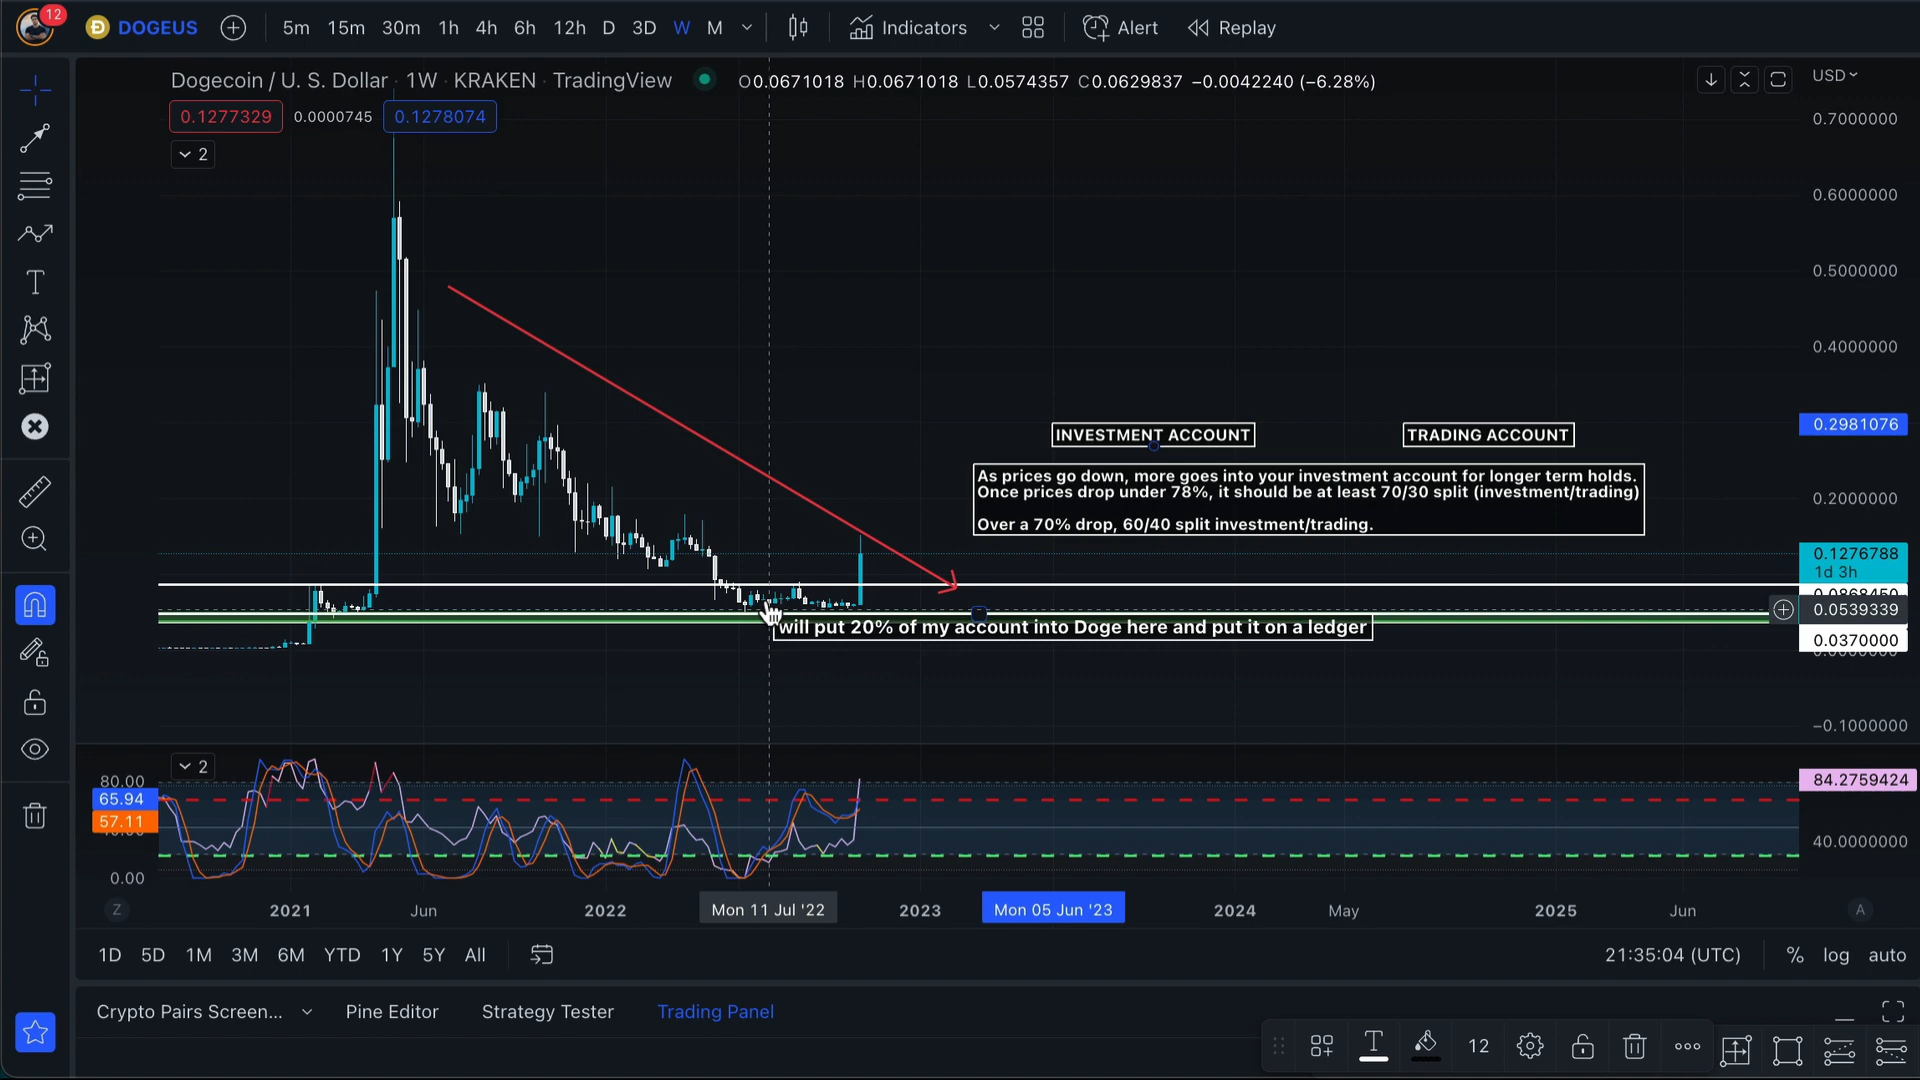 12
DOGEUS
5m 15m 30m 1h 4h 6h 12h D 3D W M
Indicators
Alert
Replay
Dogecoin / U. S. Dollar · 1W · KRAKEN · TradingView
O0.0671018 H0.0671018 L0.0574357 C0.0629837 −0.0042240 (−6.28%)
USD
0.1277329 0.0000745 0.1278074
2
0.7000000
0.6000000
0.5000000
0.4000000
0.2981076
0.2000000
0.1276788
1d 3h
0.0539339
0.0370000
−0.1000000
INVESTMENT ACCOUNT
TRADING ACCOUNT
As prices go down, more goes into your investment account for longer term holds.
Once prices drop under 78%, it should be at least 70/30 split (investment/trading)
Over a 70% drop, 60/40 split investment/trading.
will put 20% of my account into Doge here and put it on a ledger
2
80.00
65.94
57.11
0.00
84.2759424
40.0000000
Z
2021 Jun 2022 Mon 11 Jul '22 2023 Mon 05 Jun '23 2024 May 2025 Jun
A
1D 5D 1M 3M 6M YTD 1Y 5Y All
21:35:04 (UTC) % log auto
Crypto Pairs Screen... Pine Editor Strategy Tester Trading Panel
T 12